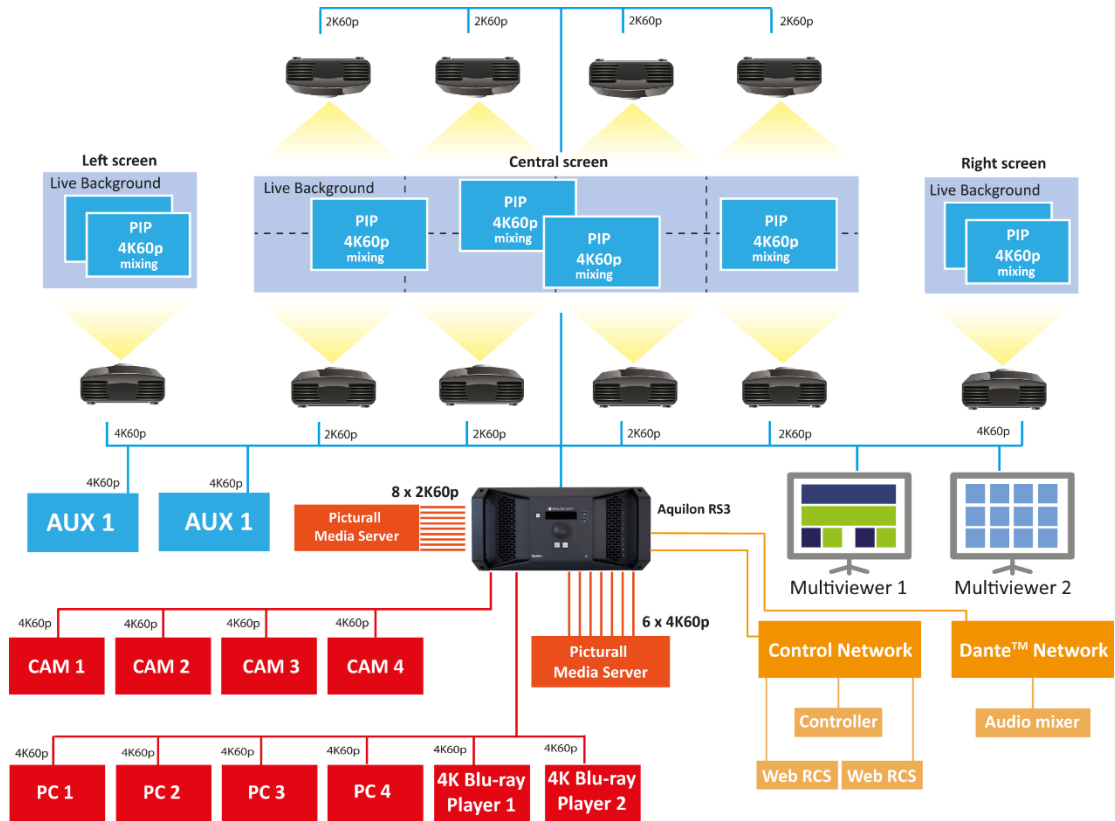 2K60p
2K60p
2K60p
2K60p
Left screen
Central screen
Right screen
Live Background
PIP
4K60p
mixing
Live Background
PIP
4K60p
mixing
PIP
4K60p
mixing
PIP
4K60p
mixing
PIP
4K60p
mixing
Live Background
PIP
4K60p
mixing
4K60p
2K60p
2K60p
2K60p
2K60p
4K60p
4K60p
4K60p
AUX 1
AUX 1
8 x 2K60p
Picturall
Media Server
Aquilon RS3
Multiviewer 1
Multiviewer 2
4K60p
4K60p
4K60p
4K60p
CAM 1
CAM 2
CAM 3
CAM 4
6 x 4K60p
Picturall
Media Server
Control Network
Dante™ Network
Controller
Audio mixer
Web RCS
Web RCS
4K60p
4K60p
4K60p
4K60p
4K60p
4K60p
PC 1
PC 2
PC 3
PC 4
4K Blu-ray
Player 1
4K Blu-ray
Player 2